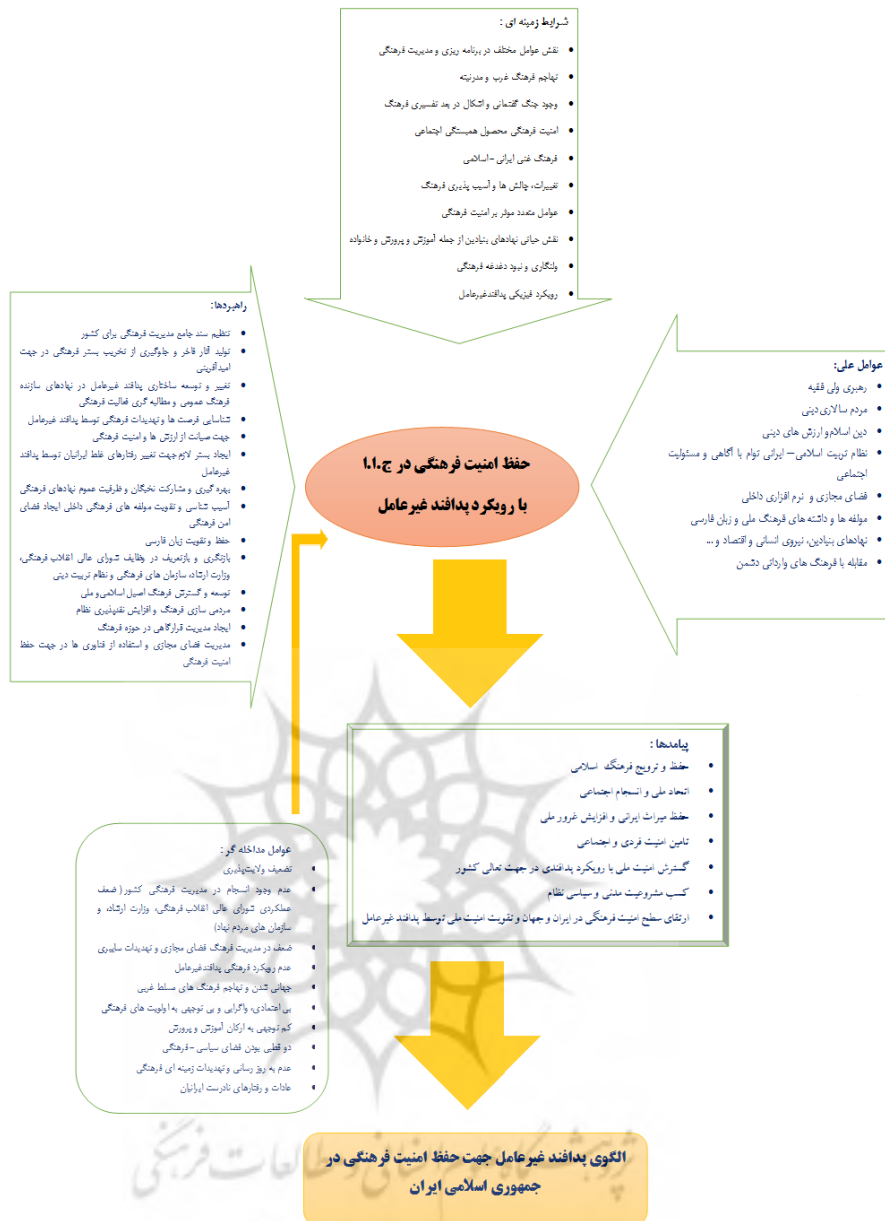 شرایط زمینه ای :
• نقش عوامل مختلف در برنامه ریزی و مدیریت فرهنگی
• تهاجم فرهنگ غرب و مدرنیته
• وجود جنگ گفتمانی و اشکال در بعد تفسیری فرهنگ
• امنیت فرهنگی محصول همبستگی اجتماعی
• فرهنگ غنی ایرانی -اسلامی
• تغییرات، چالش ها و آسیب پذیری فرهنگ
• عوامل متعدد موثر بر امنیت فرهنگی
• نقش حیاتی نهادهای بنیادین از جمله آموزش و پرورش و خانواده
• ولنگاری و نبود دغدغه فرهنگی
• رویکرد فیزیکی پدافندغیرعامل
عوامل علی:
• رهبری ولی فقیه
• مردم سالاری دینی
• دین اسلام و ارزش های دینی
• نظام تربیت اسلامی – ایرانی توام با آگاهی و مسئولیت
اجتماعی
• فضای مجازی و نرم افزاری داخلی
• مولفه ها و داشته های فرهنگ ملی و زبان فارسی
• نهادهای بنیادین، نیروی انسانی و اقتصاد و ...
• مقابله با فرهنگ های وارداتی دشمن
راهبردها:
• تنظیم سند جامع مدیریت فرهنگی برای کشور
• تولید آثار فاخر و جلوگیری از تخریب بستر فرهنگی در جهت
امیدآفرینی
• تغییر و توسعه ساختاری پدافند غیرعامل در نهادهای سازنده
فرهنگ عمومی و مطالبه گری فعالیت فرهنگی
• شناسایی فرصت ها و تهدیدات فرهنگی توسط پدافند غیرعامل
• جهت صیانت از ارزش ها و امنیت فرهنگی
• ایجاد بستر لازم جهت تغییر رفتارهای غلط ایرانیان توسط پدافند
غیرعامل
• بهره گیری و مشارکت نخبگان و ظرفیت عموم نهادهای فرهنگی
• آسیب شناسی و تقویت مولفه های فرهنگی داخلی ایجاد فضای
امن فرهنگی
• حفظ و تقویت زبان فارسی
• بازنگری و بازتعریف در وظایف شورای عالی انقلاب فرهنگی،
وزارت ارشاد، سازمان های فرهنگی و نظام تربیت دینی
• توسعه و گسترش فرهنگ اصیل اسلامی و ملی
• مردمی سازی فرهنگ و افزایش نقدپذیری نظام
• ایجاد مدیریت قرارگاهی در حوزه فرهنگ
• مدیریت فضای مجازی و استفاده از فناوری ها در جهت حفظ
امنیت فرهنگی
حفظ امنیت فرهنگی در ج.ا.ا
با رویکرد پدافند غیرعامل
پیامدها :
• حفظ و ترویج فرهنگ اسلامی
• اتحاد ملی و انسجام اجتماعی
• حفظ میراث ایرانی و افزایش غرور ملی
• تامین امنیت فردی و اجتماعی
• گسترش امنیت ملی با رویکرد پدافندی در جهت تعالی کشور
• کسب مشروعیت مدنی و سیاسی نظام
• ارتقای سطح امنیت فرهنگی در ایران و جهان و تقویت امنیت ملی توسط پدافند غیرعامل
عوامل مداخله گر :
• تضعیف ولایت‌پذیری
• عدم وجود انسجام در مدیریت فرهنگی کشور( ضعف
عملکردی شورای عالی انقلاب فرهنگی، وزارت ارشاد، و
سازمان های مردم نهاد)
• ضعف در مدیریت فرهنگ فضای مجازی و تهدیدات سایبری
• عدم رویکرد فرهنگی پدافندغیرعامل
• جهانی شدن و تهاجم فرهنگ های مسلط غربی
• بی اعتمادی، واگرایی و بی توجهی به اولویت های فرهنگی
• کم توجهی به ارکان آموزش و پرورش
• دو قطبی بودن فضای سیاسی -فرهنگی
• عدم به روز رسانی و تهدیدات زمینه ای فرهنگی
• عادات و رفتارهای نادرست ایرانیان
الگوی پدافند غیرعامل جهت حفظ امنیت فرهنگی در
جمهوری اسلامی ایران
پژوهشگاه علوم انسانی و مطالعات فرهنگی